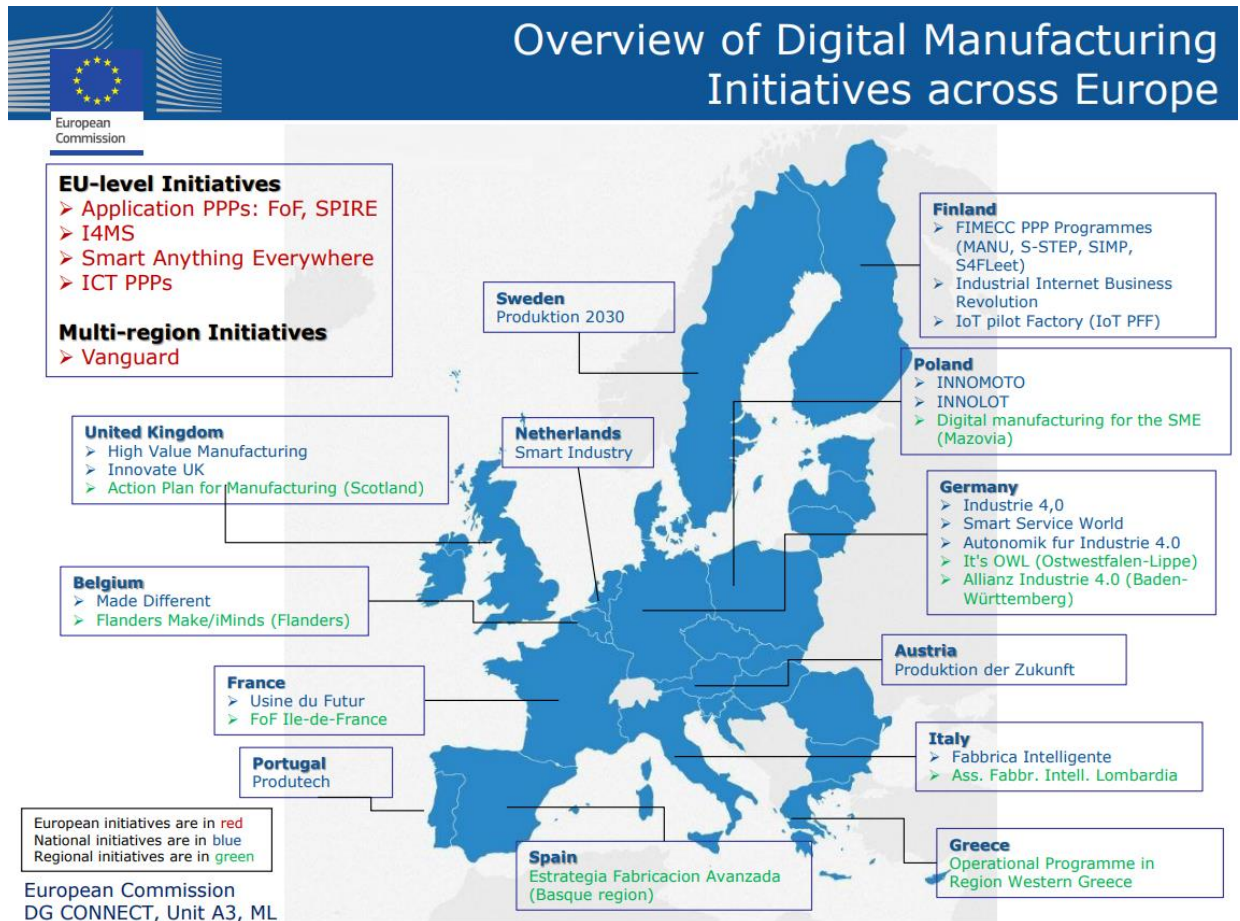 Overview of Digital Manufacturing
Initiatives across Europe
European
Commission
EU-level Initiatives
➢ Application PPPs: FoF, SPIRE
➢ I4MS
➢ Smart Anything Everywhere
➢ ICT PPPs
Multi-region Initiatives
➢ Vanguard
Finland
➢ FIMECC PPP Programmes
(MANU, S-STEP, SIMP,
S4FLeet)
➢ Industrial Internet Business
Revolution
➢ IoT pilot Factory (IoT PFF)
Sweden
Produktion 2030
Poland
➢ INNOMOTO
➢ INNOLOT
➢ Digital manufacturing for the SME
(Mazovia)
United Kingdom
➢ High Value Manufacturing
➢ Innovate UK
➢ Action Plan for Manufacturing (Scotland)
Netherlands
Smart Industry
Germany
➢ Industrie 4,0
➢ Smart Service World
➢ Autonomik fur Industrie 4.0
➢ It's OWL (Ostwestfalen-Lippe)
➢ Allianz Industrie 4.0 (Baden-
Württemberg)
Belgium
➢ Made Different
➢ Flanders Make/iMinds (Flanders)
Austria
Produktion der Zukunft
France
➢ Usine du Futur
➢ FoF Ile-de-France
Italy
➢ Fabbrica Intelligente
➢ Ass. Fabbr. Intell. Lombardia
Portugal
Produtech
Spain
Estrategia Fabricacion Avanzada
(Basque region)
Greece
Operational Programme in
Region Western Greece
European initiatives are in red
National initiatives are in blue
Regional initiatives are in green
European Commission
DG CONNECT, Unit A3, ML